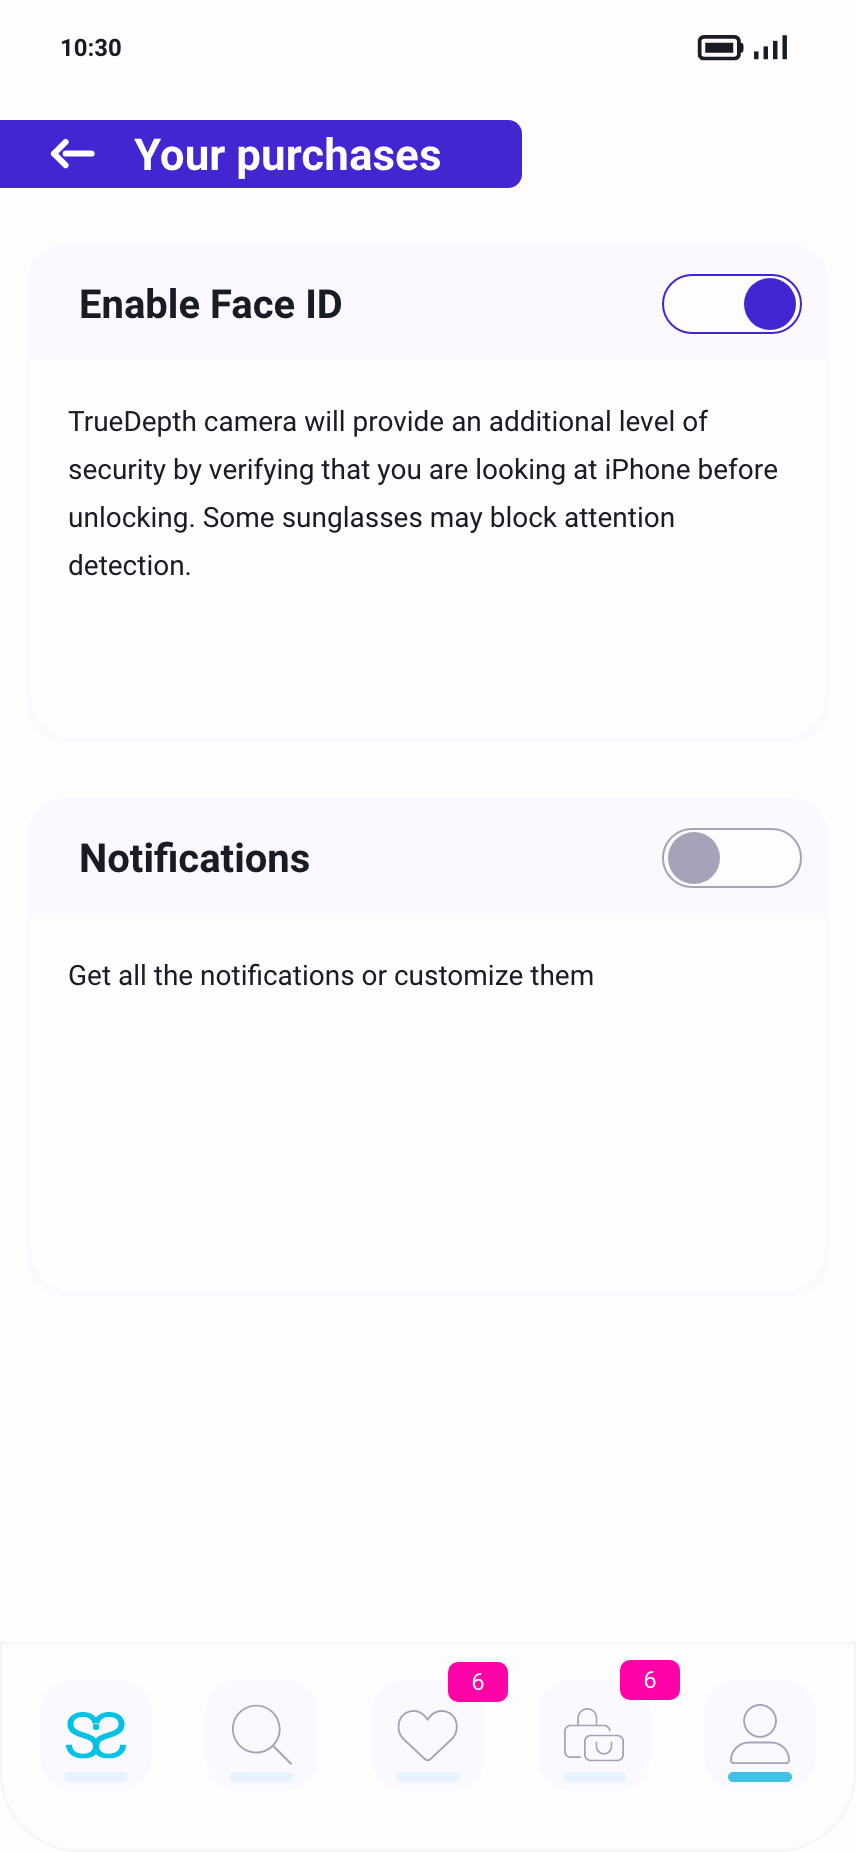 10:30
Your purchases
Enable Face ID
TrueDepth camera will provide an additional level of
security by verifying that you are looking at iPhone before
unlocking. Some sunglasses may block attention
detection.
Notifications
Get all the notifications or customize them
6
6